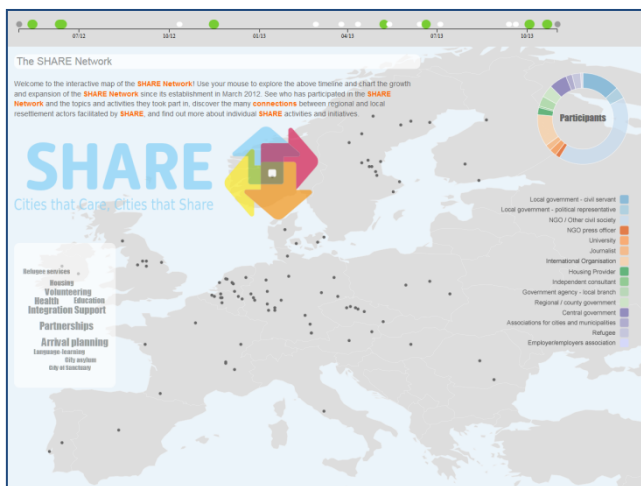 07/12 10/12 01/13 04/13 07/13 10/13
The SHARE Network
Welcome to the interactive map of the SHARE Network! Use your mouse to explore the above timeline and chart the growth
and expansion of the SHARE Network since its establishment in March 2012. See who has participated in the SHARE
Network and the topics and activities they took part in, discover the many connections between regional and local
resettlement actors facilitated by SHARE, and find out more about individual SHARE activities and initiatives.
Participants
SHARE
Cities that Care, Cities that Share
Local government - civil servant
Local government - political representative
NGO / Other civil society
NGO press officer
University
Journalist
International Organisation
Housing Provider
Independent consultant
Government agency - local branch
Regional / county government
Central government
Associations for cities and municipalities
Refugee
Employer/employers association
Refugee services
Housing
Volunteering
Health Education
Integration Support
Partnerships
Arrival planning
Language learning
City asylum
City of Sanctuary